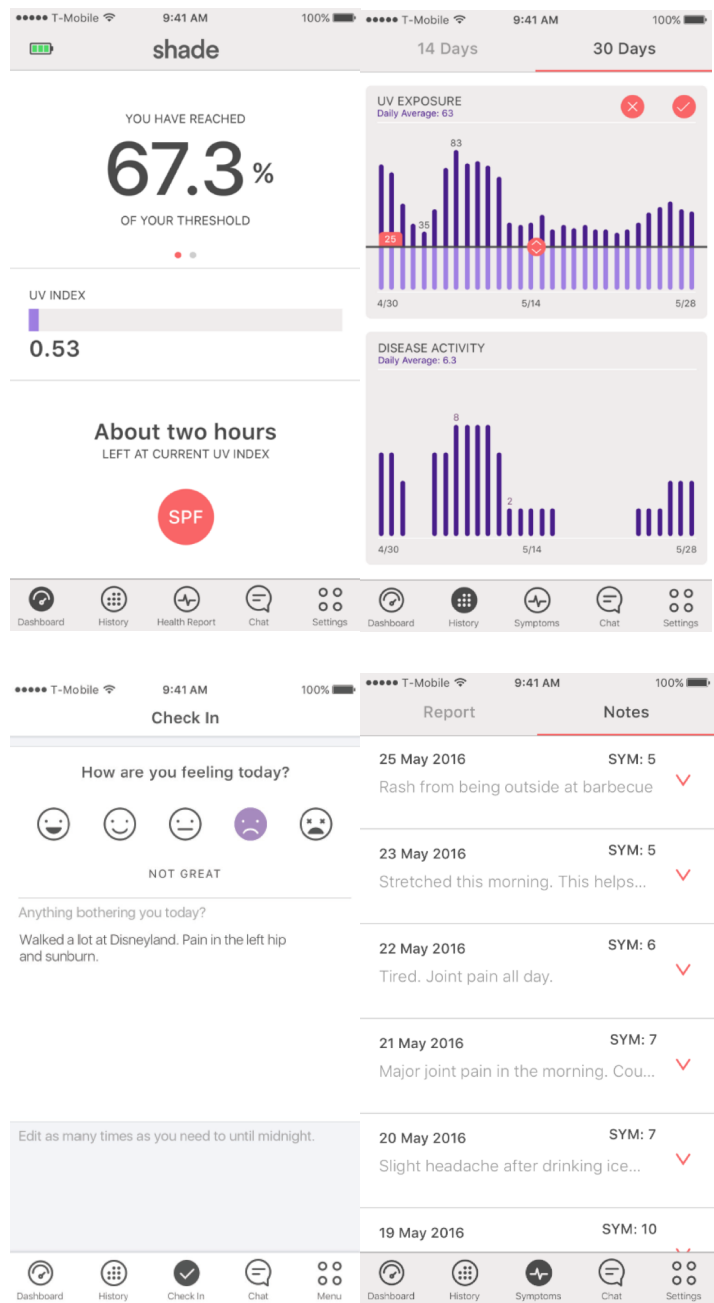 T-Mobile 9:41 AM 100%
shade
YOU HAVE REACHED
67.3 %
OF YOUR THRESHOLD
UV INDEX
0.53
About two hours
LEFT AT CURRENT UV INDEX
SPF
Dashboard History Health Report Chat Settings
T-Mobile 9:41 AM 100%
14 Days 30 Days
UV EXPOSURE
Daily Average: 63
83
35
25
4/30 5/14 5/28
DISEASE ACTIVITY
Daily Average: 6.3
8
2
4/30 5/14 5/28
Dashboard History Symptoms Chat Settings
T-Mobile 9:41 AM 100%
Check In
How are you feeling today?
NOT GREAT
Anything bothering you today?
Walked a lot at Disneyland. Pain in the left hip
and sunburn.
Edit as many times as you need to until midnight.
Dashboard History Check In Chat Menu
T-Mobile 9:41 AM 100%
Report Notes
25 May 2016 SYM: 5
Rash from being outside at barbecue
23 May 2016 SYM: 5
Stretched this morning. This helps...
22 May 2016 SYM: 6
Tired. Joint pain all day.
21 May 2016 SYM: 7
Major joint pain in the morning. Cou...
20 May 2016 SYM: 7
Slight headache after drinking ice...
19 May 2016 SYM: 10
Dashboard History Symptoms Chat Settings